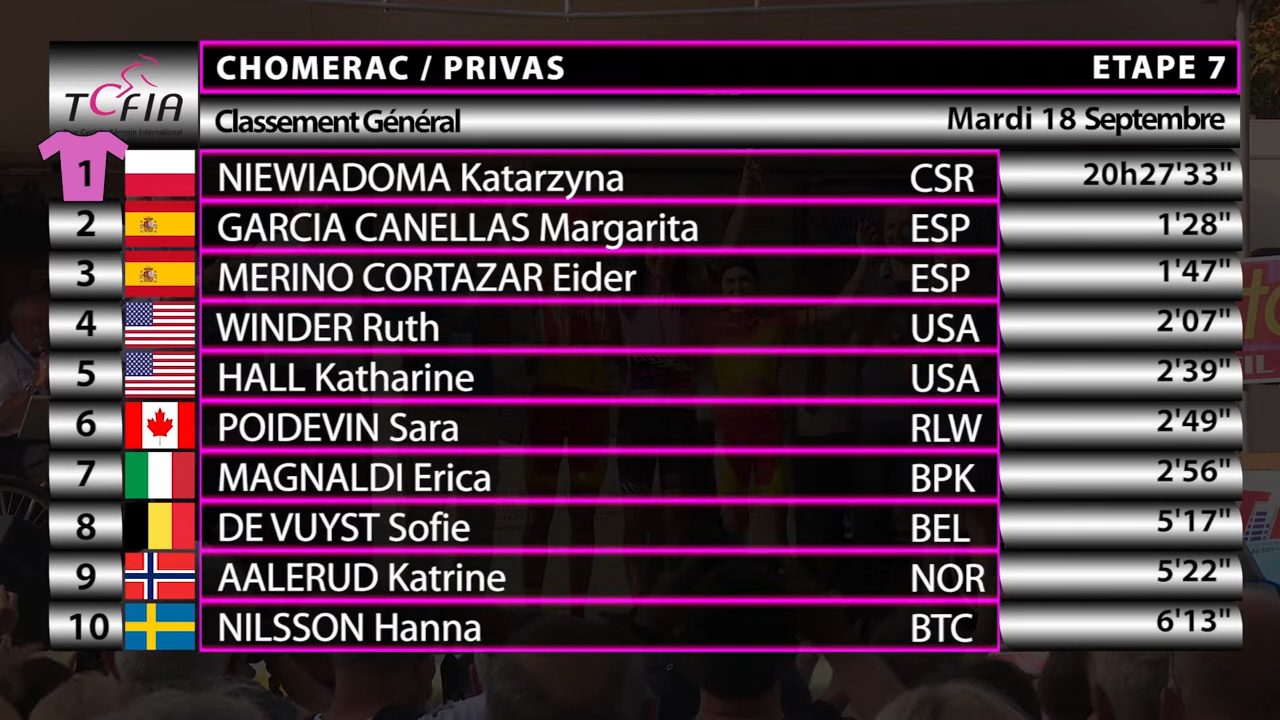 CHOMERAC / PRIVAS ETAPE 7
TCFIA
Classement Général Mardi 18 Septembre
1 NIEWIADOMA Katarzyna CSR 20h27'33"
2 GARCIA CANELLAS Margarita ESP 1'28"
3 MERINO CORTAZAR Eider ESP 1'47"
4 WINDER Ruth USA 2'07"
5 HALL Katharine USA 2'39"
6 POIDEVIN Sara RLW 2'49"
7 MAGNALDI Erica BPK 2'56"
8 DE VUYST Sofie BEL 5'17"
9 AALERUD Katrine NOR 5'22"
10 NILSSON Hanna BTC 6'13"